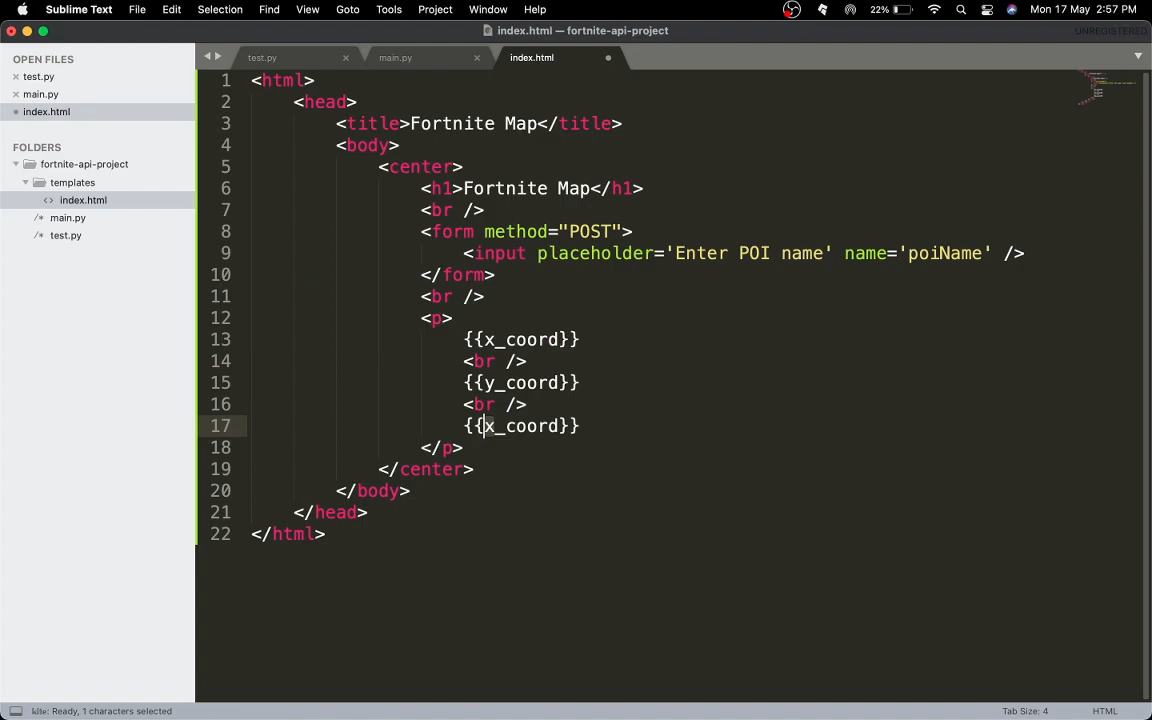 Sublime Text File Edit Selection Find View Goto Tools Project Window Help 22% Mon 17 May 2:57 PM
index.html — fortnite-api-project UNREGISTERED
OPEN FILES
test.py
main.py
index.html
FOLDERS
fortnite-api-project
templates
<> index.html
/* main.py
/* test.py
test.py main.py index.html
1 <html>
2 <head>
3 <title>Fortnite Map</title>
4 <body>
5 <center>
6 <h1>Fortnite Map</h1>
7 <br />
8 <form method="POST">
9 <input placeholder='Enter POI name' name='poiName' />
10 </form>
11 <br />
12 <p>
13 {{x_coord}}
14 <br />
15 {{y_coord}}
16 <br />
17 {{x_coord}}
18 </p>
19 </center>
20 </body>
21 </head>
22 </html>
kite: Ready, 1 characters selected Tab Size: 4 HTML